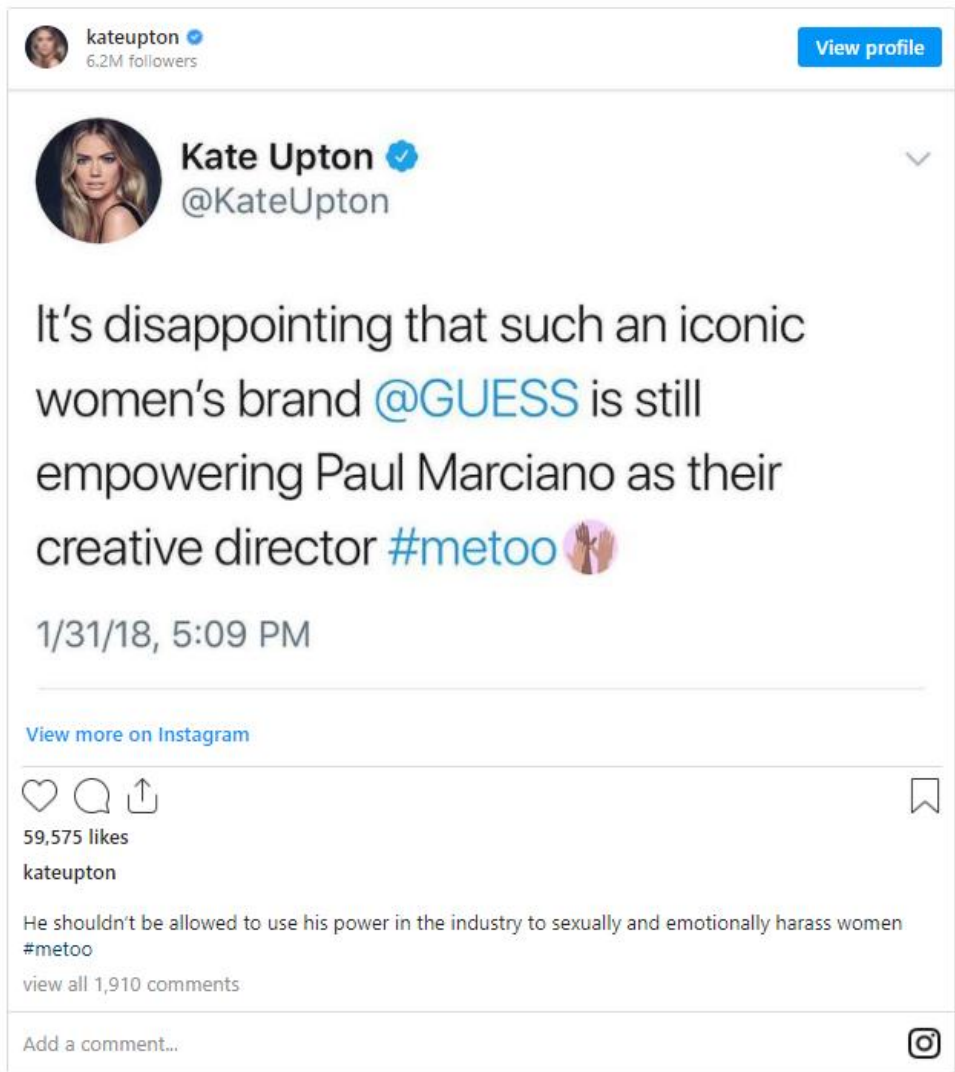 kateupton
6.2M followers
View profile
Kate Upton
@KateUpton
It's disappointing that such an iconic
women's brand @GUESS is still
empowering Paul Marciano as their
creative director #metoo
1/31/18, 5:09 PM
View more on Instagram
59,575 likes
kateupton
He shouldn't be allowed to use his power in the industry to sexually and emotionally harass women
#metoo
view all 1,910 comments
Add a comment...